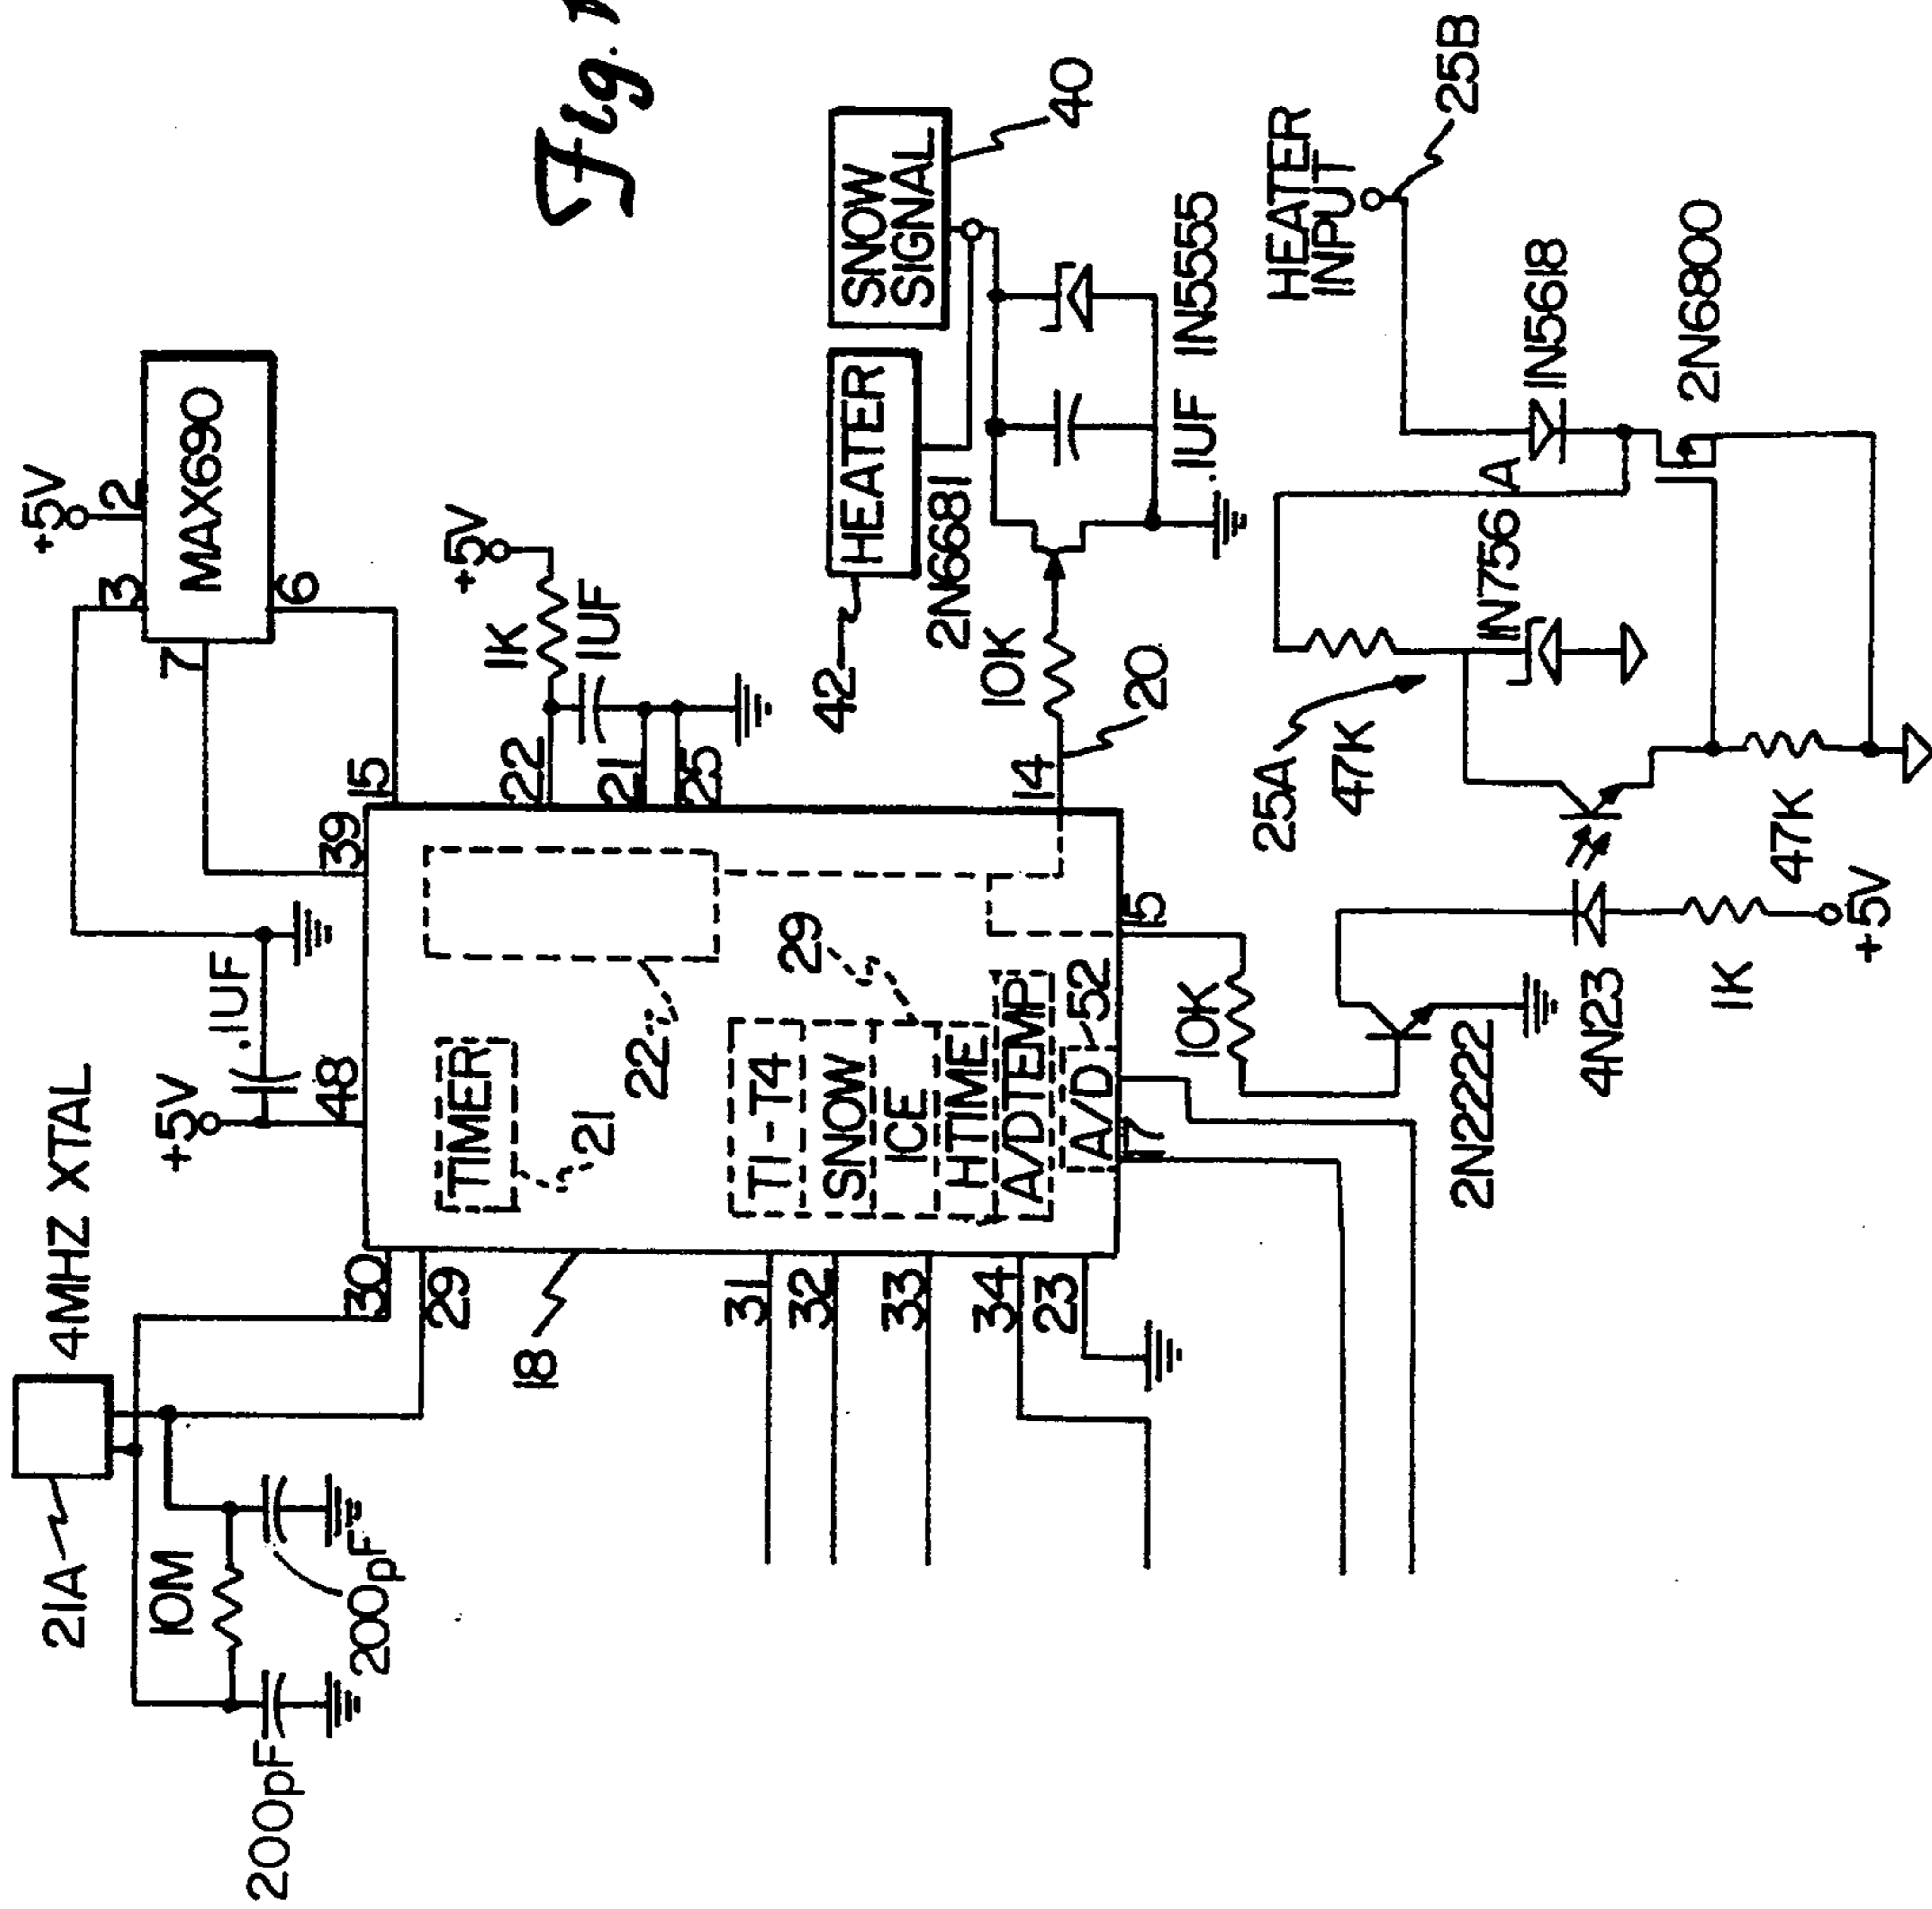 Fig.
21A
4MHZ XTAL
10M
200pF
200pF
30
29
+5V
.1UF
48
39
15
+5V
2
3
7
6
MAX690
+5V
1K
1UF
22
21
25
18
TIMER
21
22
29
T1-T4
SNOW
ICE
HTIME
A/DTEMP
A/D
52
31
32
33
34
23
17
15
14
20
10K
2N6681
HEATER
42
SNOW
SIGNAL
40
.1UF
1N5555
HEATER
INPUT
25B
10K
2N2222
25A
47K
1N756
A
1N5618
2N6800
4N23
1K
47K
+5V